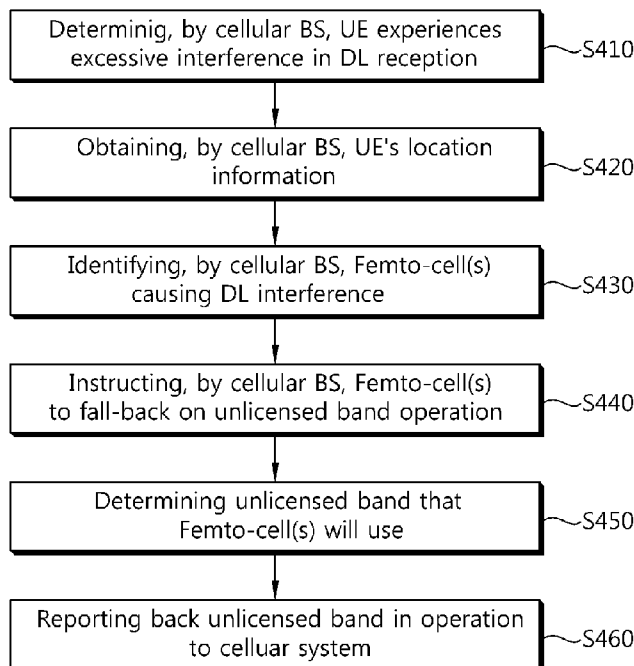 Determinig, by cellular BS, UE experiences
excessive interference in DL reception
S410
Obtaining, by cellular BS, UE's location
information
S420
Identifying, by cellular BS, Femto-cell(s)
causing DL interference
S430
Instructing, by cellular BS, Femto-cell(s)
to fall-back on unlicensed band operation
S440
Determining unlicensed band that
Femto-cell(s) will use
S450
Reporting back unlicensed band in operation
to celluar system
S460